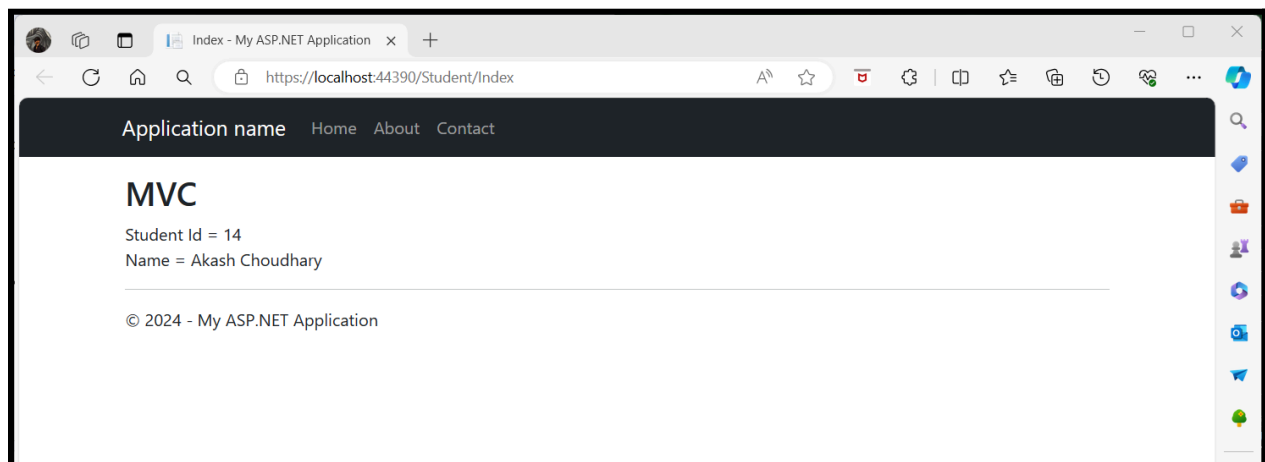 Index - My ASP.NET Application
https://localhost:44390/Student/Index
Application name Home About Contact
MVC
Student Id = 14
Name = Akash Choudhary
© 2024 - My ASP.NET Application